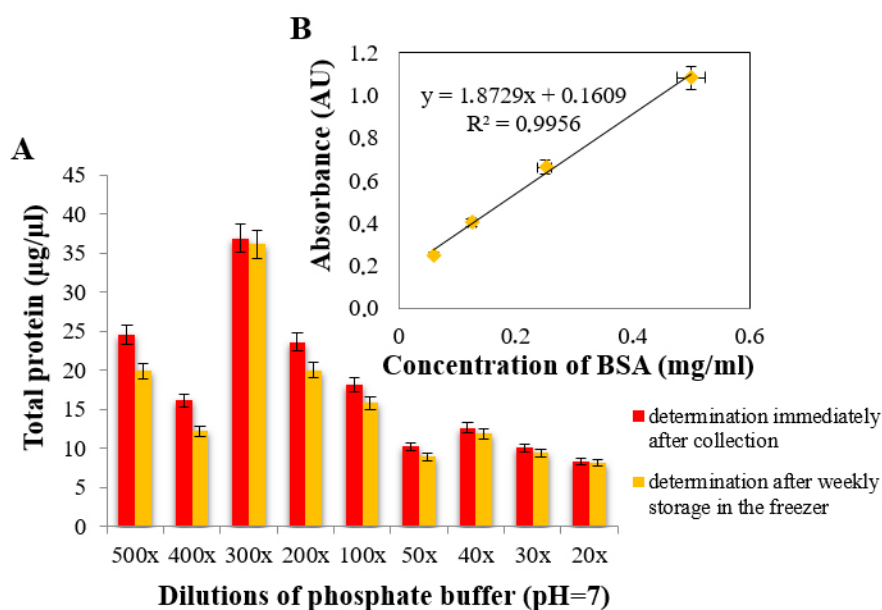 B
1.2
1.0
0.8
0.6
0.4
0.2
0.0
Absorbance (AU)
y = 1.8729x + 0.1609
R² = 0.9956
0
0.2
0.4
0.6
Concentration of BSA (mg/ml)
A
45
40
35
30
25
20
15
10
5
0
Total protein (µg/µl)
500x 400x 300x 200x 100x 50x 40x 30x 20x
Dilutions of phosphate buffer (pH=7)
determination immediately
after collection
determination after weekly
storage in the freezer